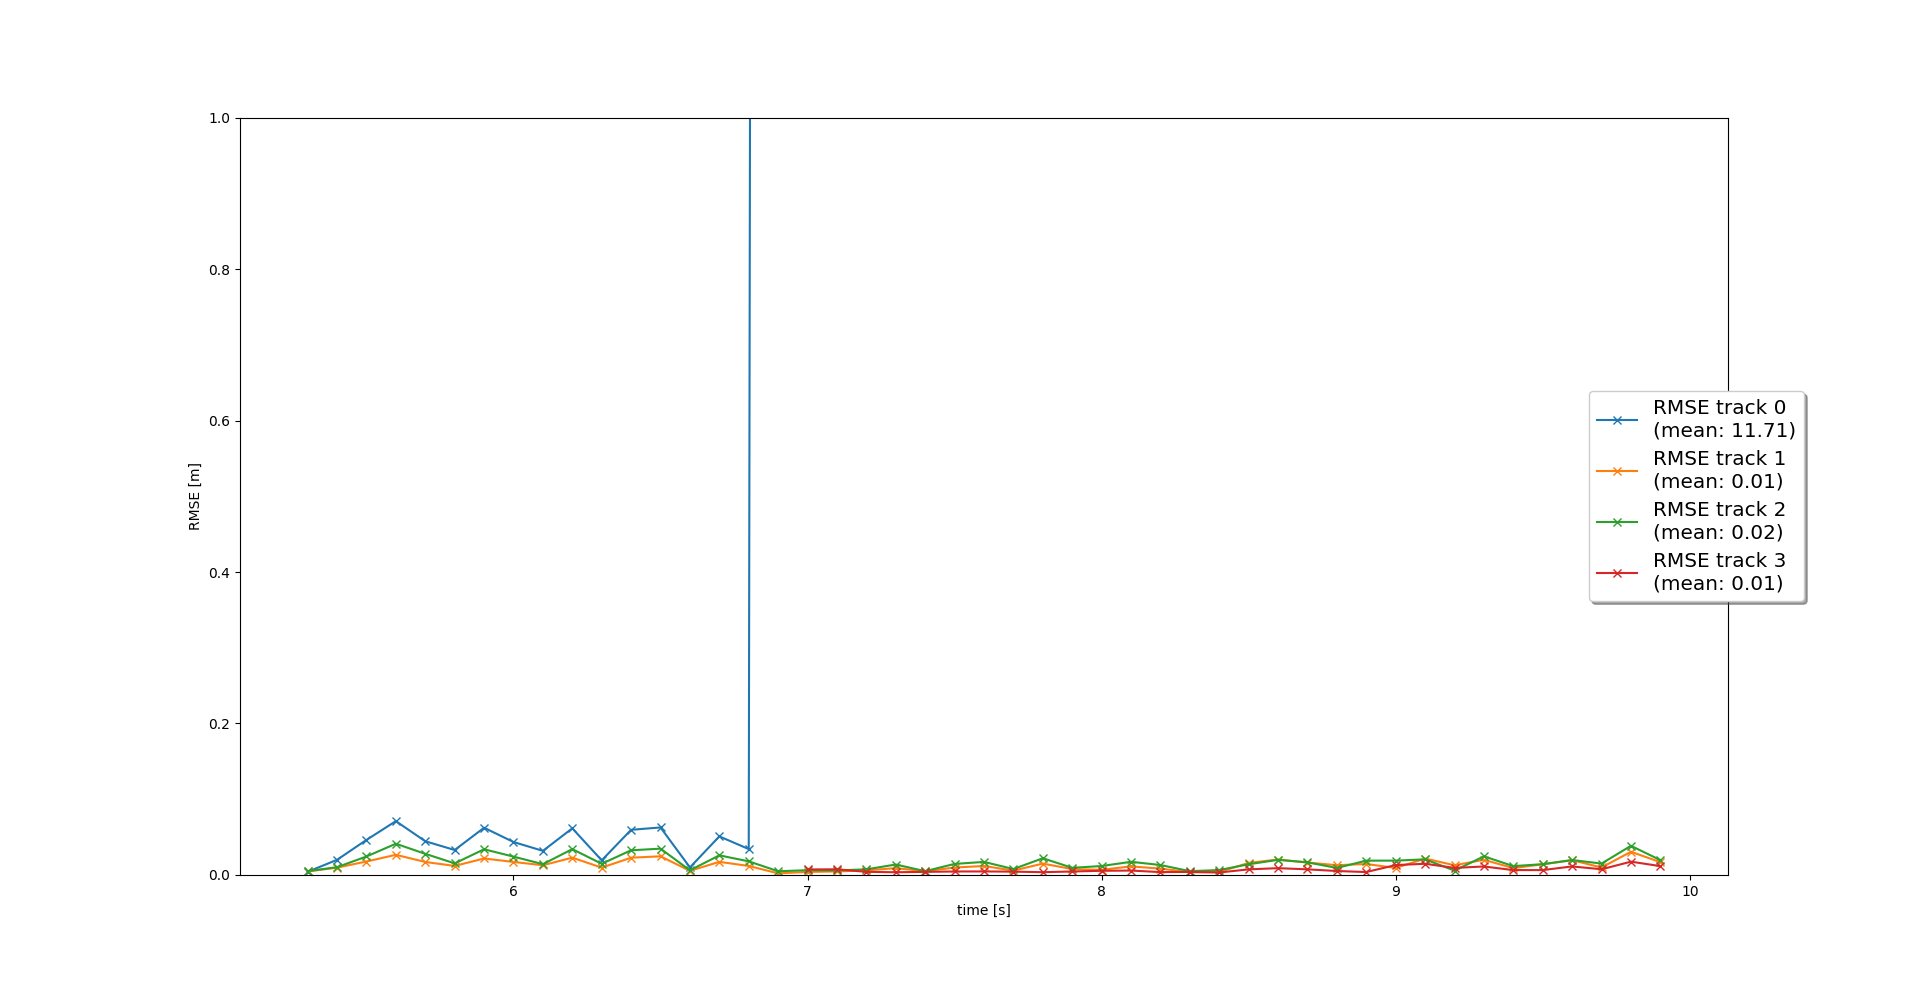 1.0
0.8
0.6
0.4
0.2
0.0
RMSE [m]
6
7
8
9
10
time [s]
RMSE track 0
(mean: 11.71)
RMSE track 1
(mean: 0.01)
RMSE track 2
(mean: 0.02)
RMSE track 3
(mean: 0.01)